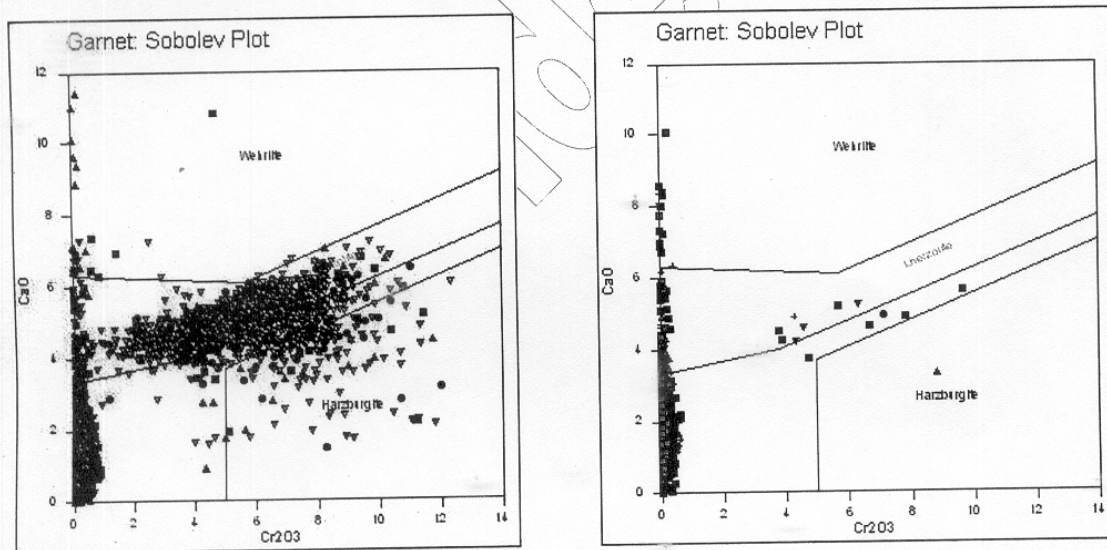 Garnet: Sobolev Plot
12
10
8
6
4
2
0
CaO
Wehrlite
Harzburgite
0 2 4 6 8 10 12 14
Cr2O3
Garnet: Sobolev Plot
12
10
8
6
4
2
0
CaO
Wehrlite
Lherzolite
Harzburgite
0 2 4 6 8 10 12 14
Cr2O3